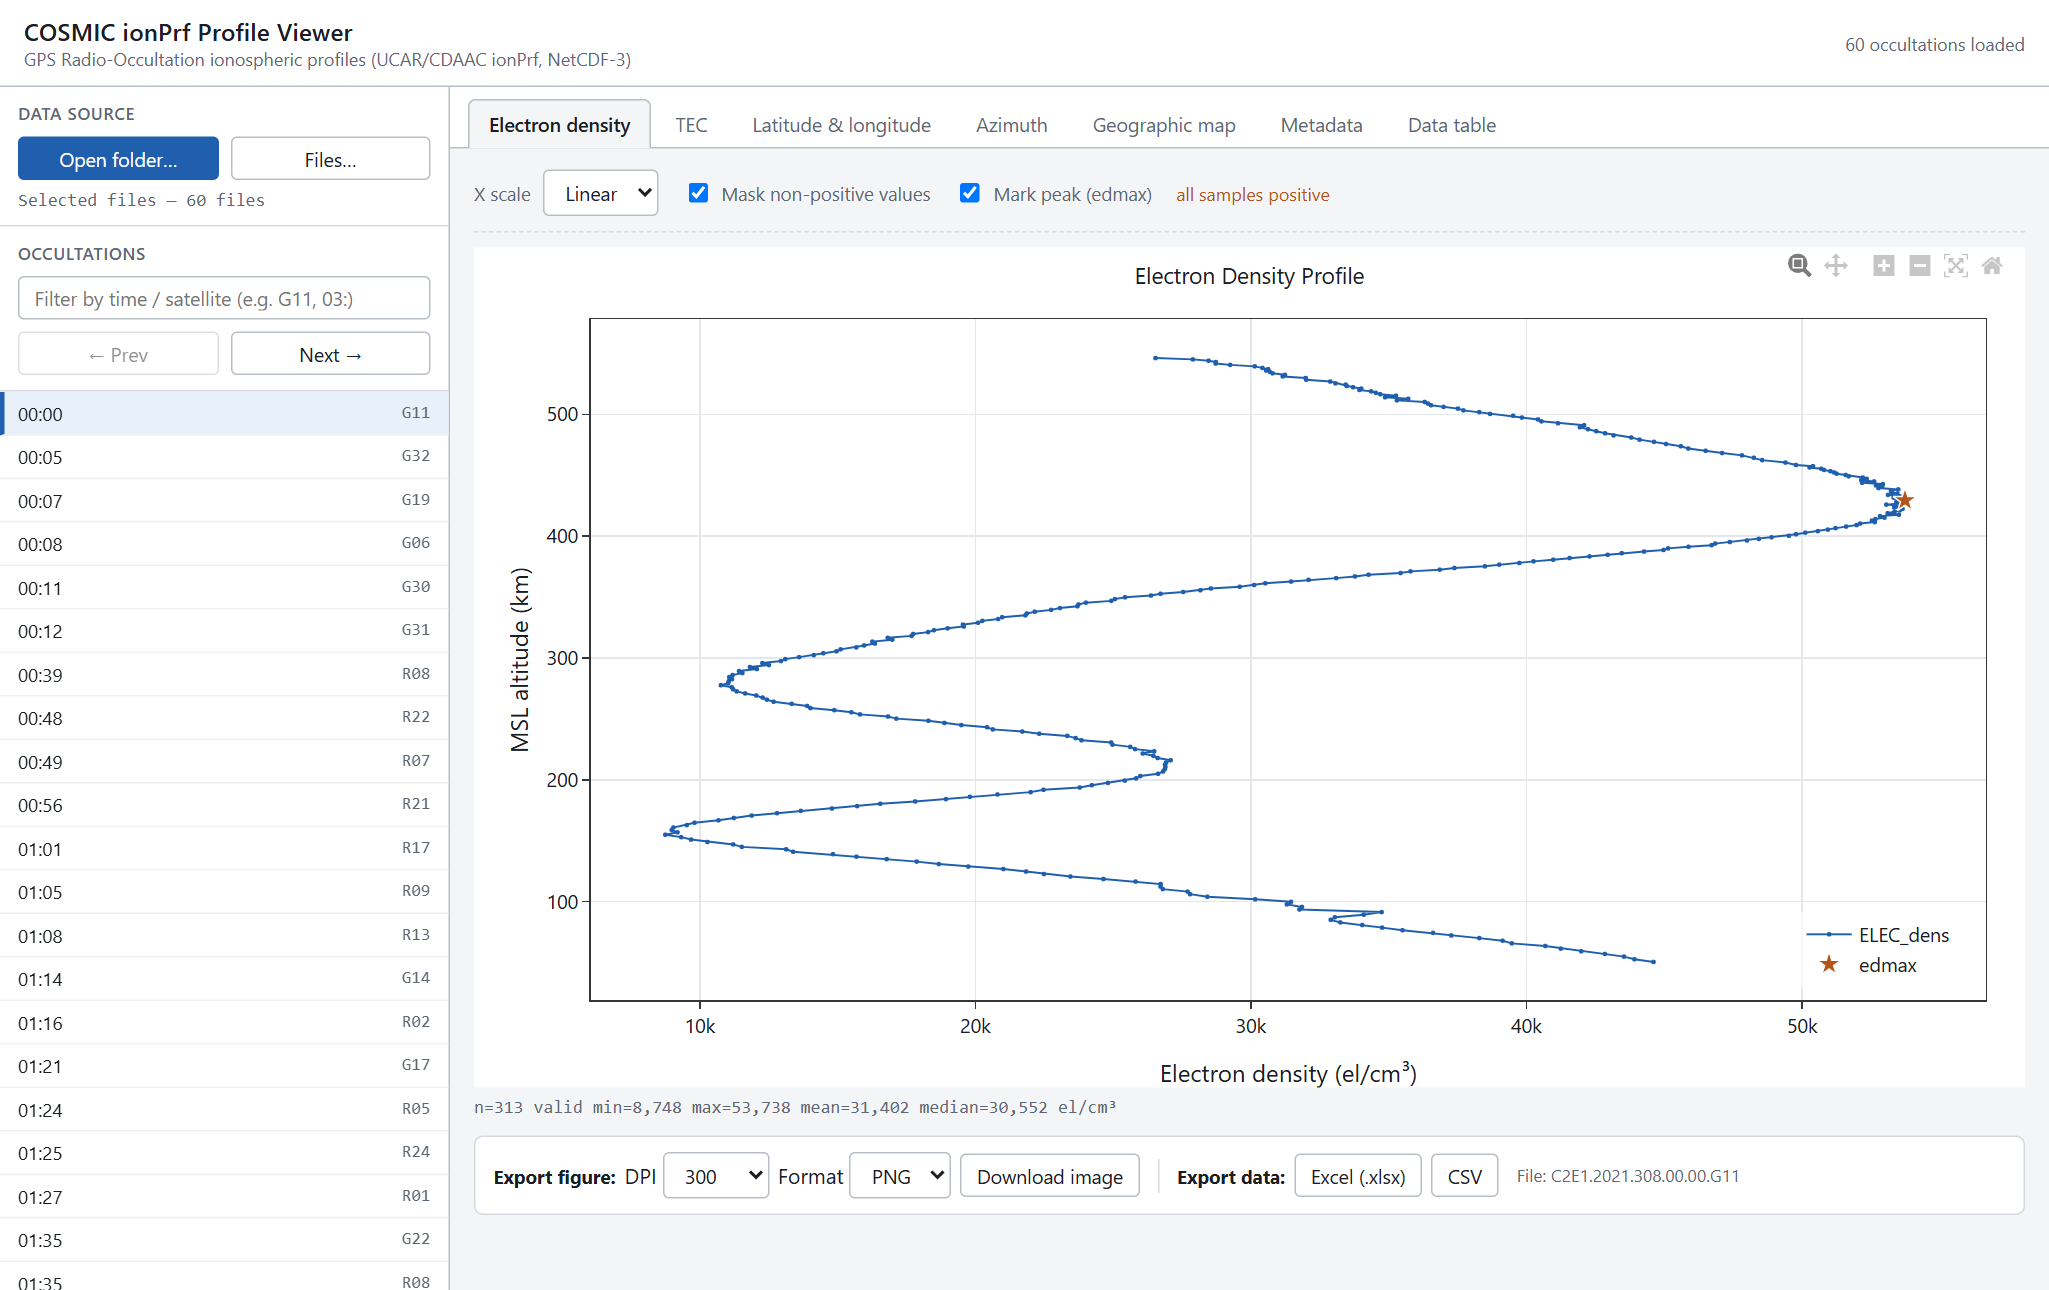 COSMIC ionPrf Profile Viewer
GPS Radio-Occultation ionospheric profiles (UCAR/CDAAC ionPrf, NetCDF-3)
60 occultations loaded
DATA SOURCE
Open folder...
Files...
Selected files — 60 files
OCCULTATIONS
Filter by time / satellite (e.g. G11, 03:)
← Prev
Next →
00:00 G11
00:05 G32
00:07 G19
00:08 G06
00:11 G30
00:12 G31
00:39 R08
00:48 R22
00:49 R07
00:56 R21
01:01 R17
01:05 R09
01:08 R13
01:14 G14
01:16 R02
01:21 G17
01:24 R05
01:25 R24
01:27 R01
01:35 G22
01:35 R08
Electron density
TEC
Latitude & longitude
Azimuth
Geographic map
Metadata
Data table
X scale
Linear
Mask non-positive values
Mark peak (edmax)
all samples positive
Electron Density Profile
MSL altitude (km)
500
400
300
200
100
10k
20k
30k
40k
50k
Electron density (el/cm³)
ELEC_dens
edmax
n=313 valid min=8,748 max=53,738 mean=31,402 median=30,552 el/cm³
Export figure: DPI 300 Format PNG Download image
Export data: Excel (.xlsx) CSV File: C2E1.2021.308.00.00.G11